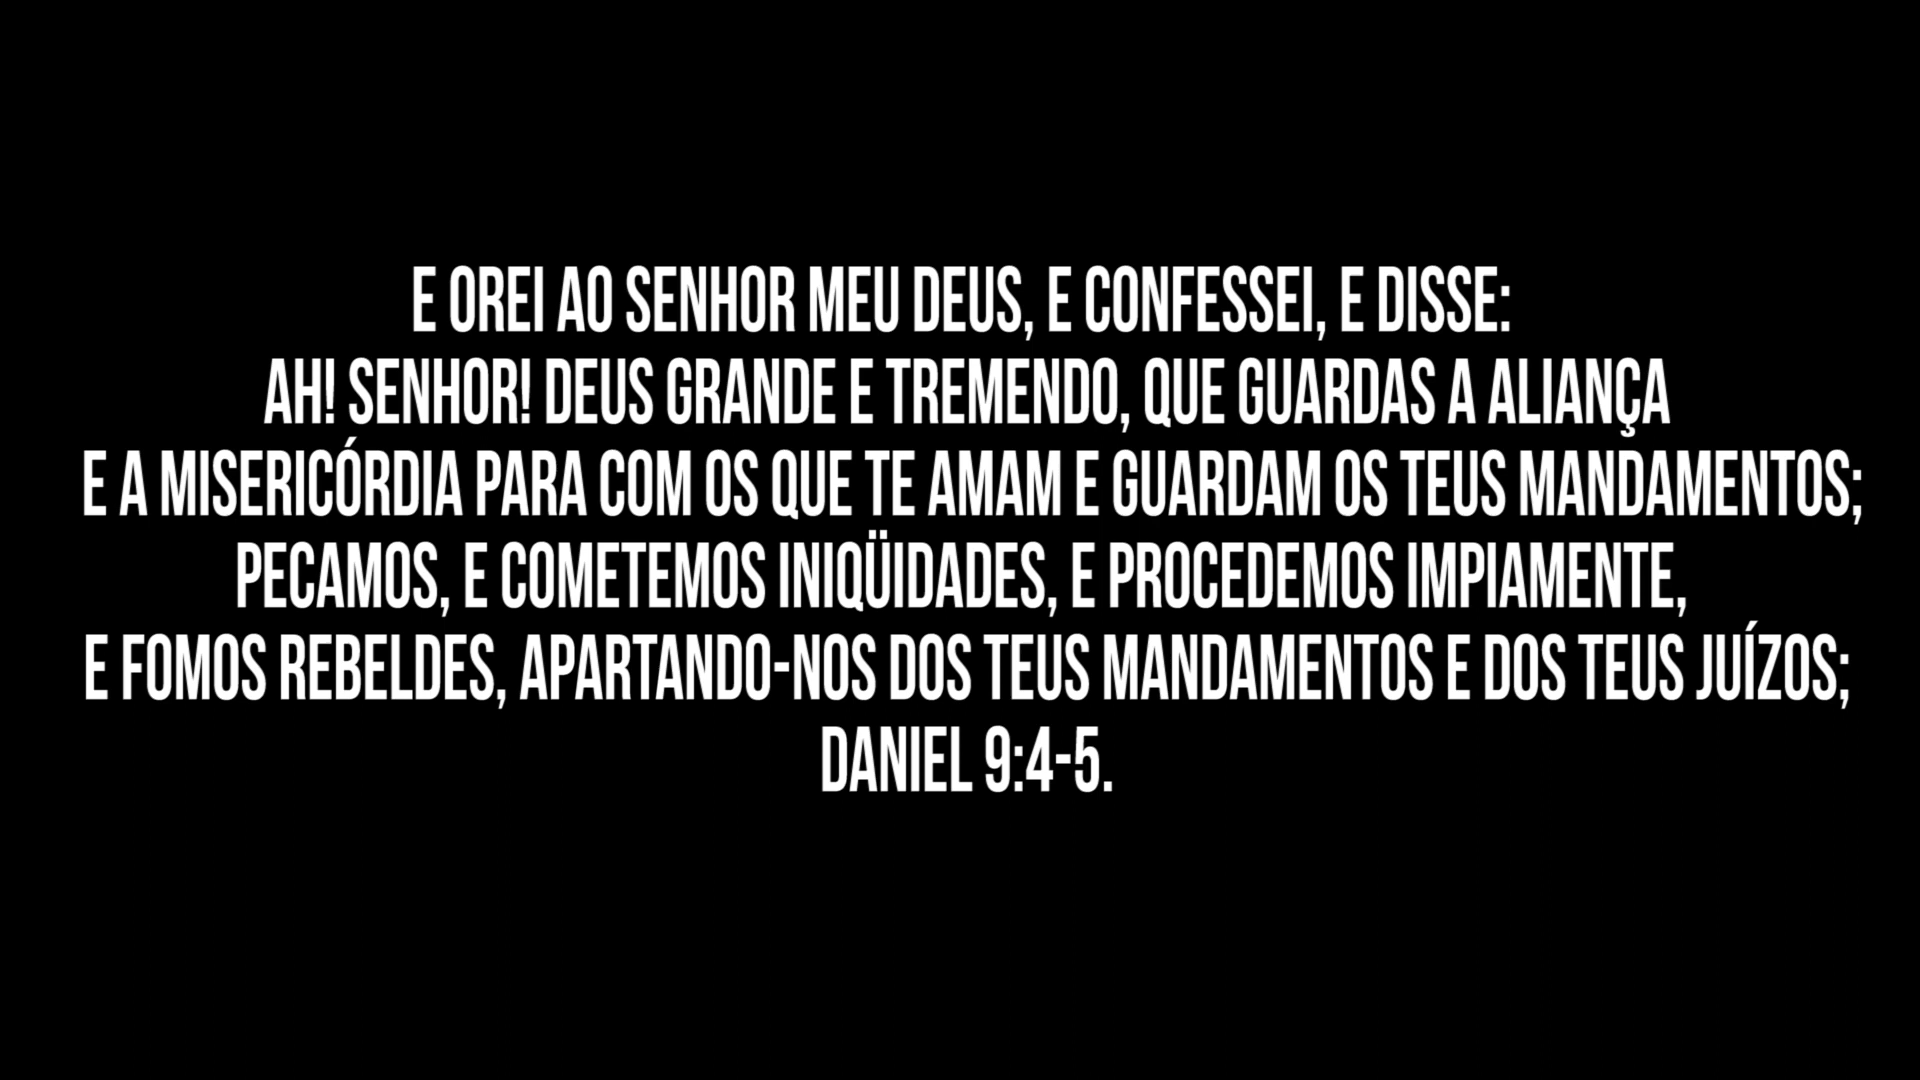 E OREI AO SENHOR MEU DEUS, E CONFESSEI, E DISSE:
AH! SENHOR! DEUS GRANDE E TREMENDO, QUE GUARDAS A ALIANÇA
E A MISERICÓRDIA PARA COM OS QUE TE AMAM E GUARDAM OS TEUS MANDAMENTOS;
PECAMOS, E COMETEMOS INIQÜIDADES, E PROCEDEMOS IMPIAMENTE,
E FOMOS REBELDES, APARTANDO-NOS DOS TEUS MANDAMENTOS E DOS TEUS JUÍZOS;
DANIEL 9:4-5.